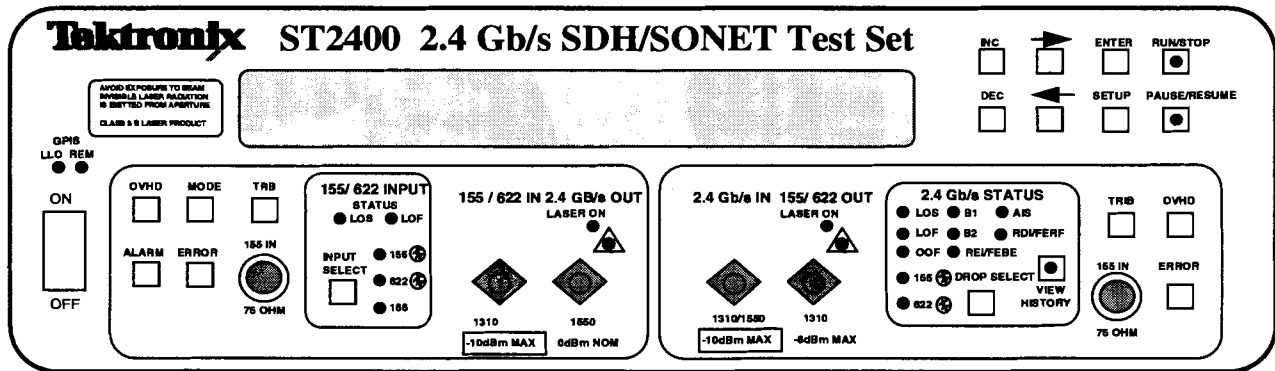 Tektronix ST2400 2.4 Gb/s SDH/SONET Test Set
INC ENTER RUN/STOP
DEC SETUP PAUSE/RESUME
AVOID EXPOSURE TO BEAM
INVISIBLE LASER RADIATION
IS EMITTED FROM APERTURE
CLASS 3 B LASER PRODUCT
GPIB
LLO REM
ON
OFF
OVHD MODE TRB
ALARM ERROR
155 IN
75 OHM
155/ 622 INPUT
STATUS
LOS LOF
INPUT
SELECT
155
622
155
155 / 622 IN 2.4 GB/s OUT
LASER ON
1310 1550
-10dBm MAX 0dBm NOM
2.4 Gb/s IN 155/ 622 OUT
LASER ON
1310/1550 1310
-10dBm MAX -8dBm MAX
2.4 Gb/s STATUS
LOS B1 AIS
LOF B2 RDI/FERF
OOF REI/FEBE
155 DROP SELECT
622
VIEW
HISTORY
TRIB OVHD
155 IN
75 OHM
ERROR